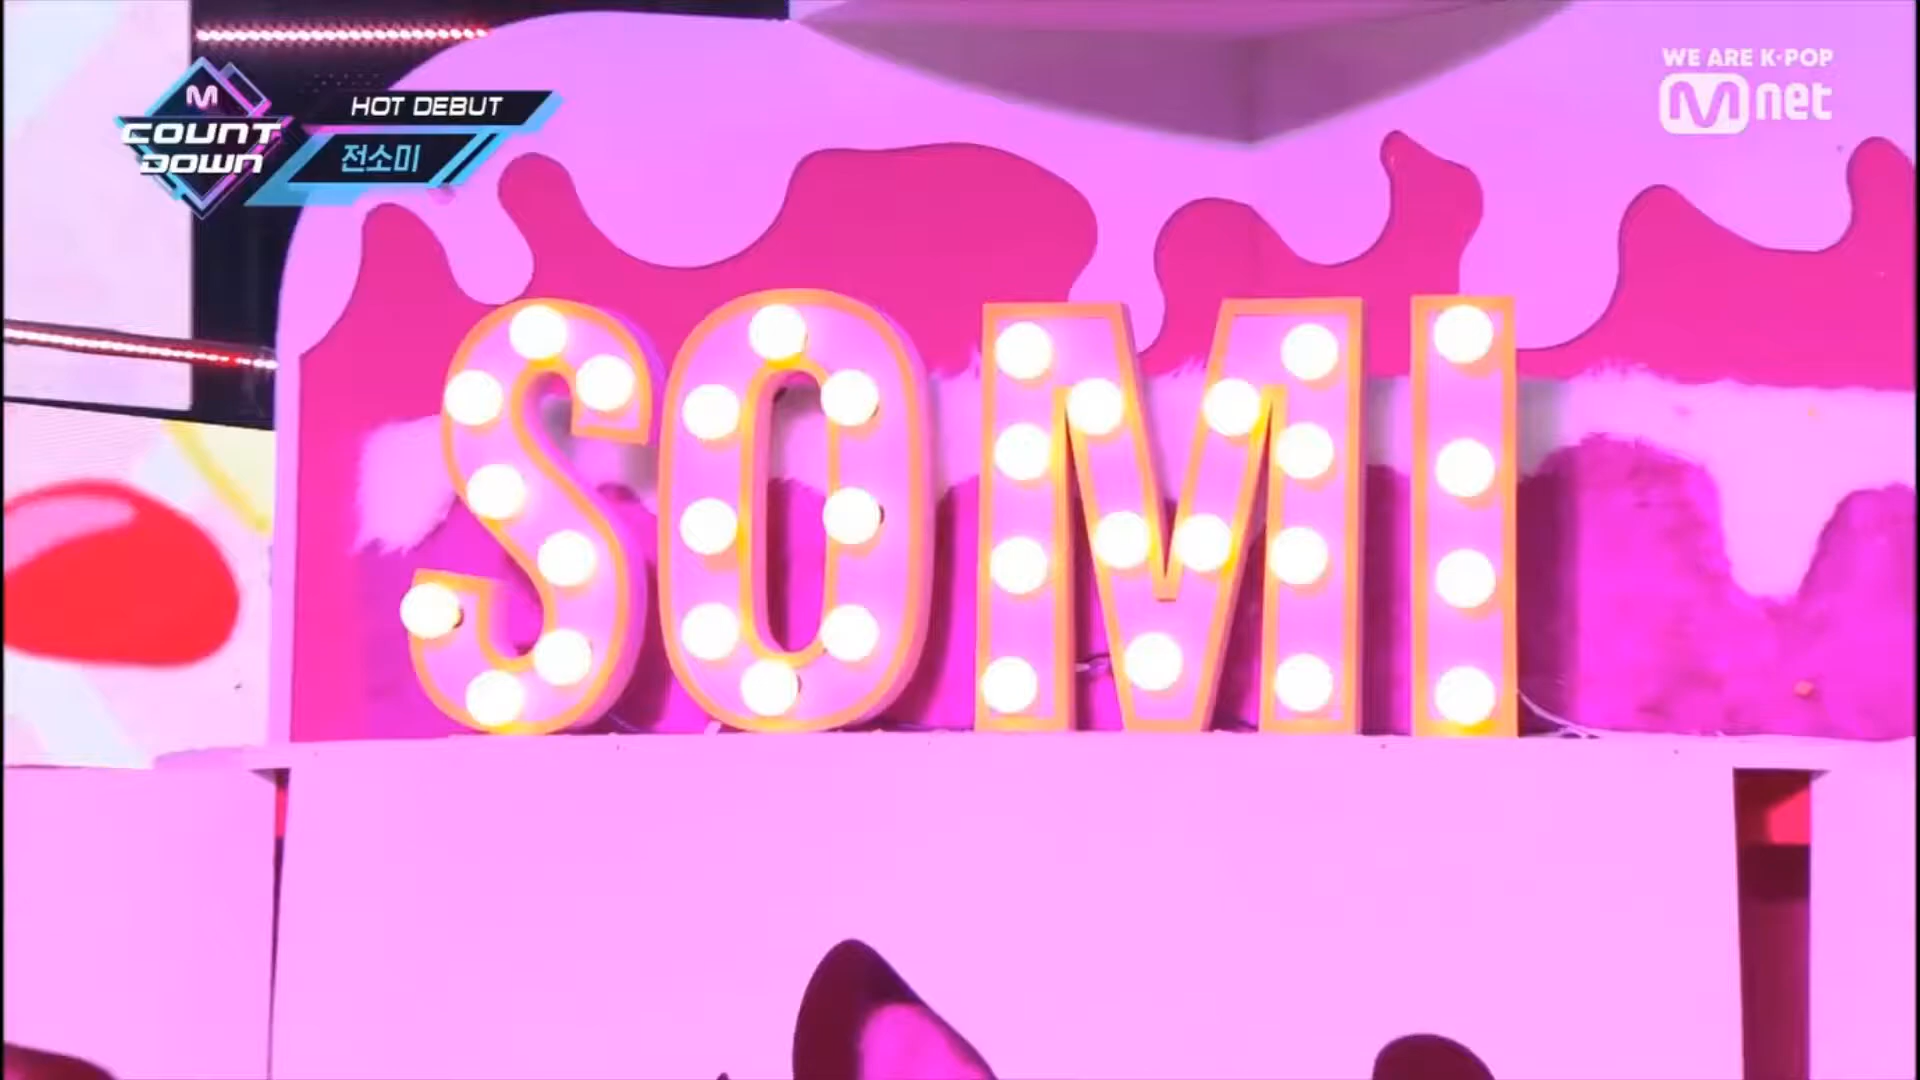 M
COUNT
DOWN
HOT DEBUT
전소미
WE ARE K-POP
Mnet
SOMI